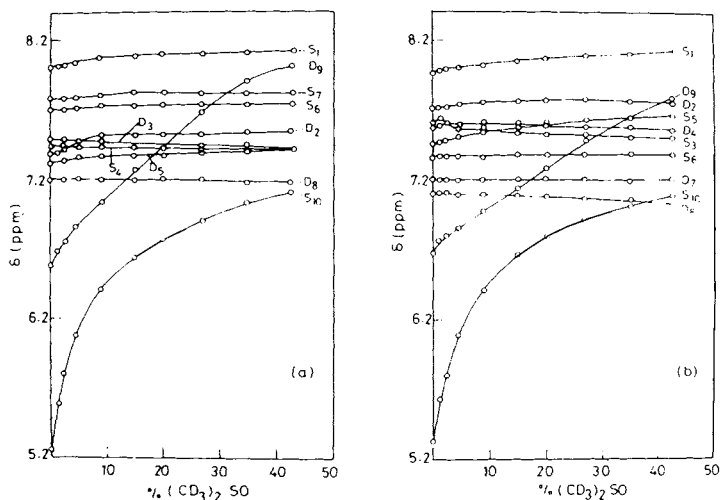 8.2
7.2
6.2
5.2
δ (ppm)
0
10
20
30
40
50
% (CD3)2 SO
S1
D9
S7
S6
D3
D2
S4
D5
D8
S10
(a)
8.2
7.2
6.2
5.2
δ (ppm)
0
10
20
30
40
50
% (CD3)2 SO
S1
D9
D2
S5
D4
S3
S6
D7
S10
S8
(b)